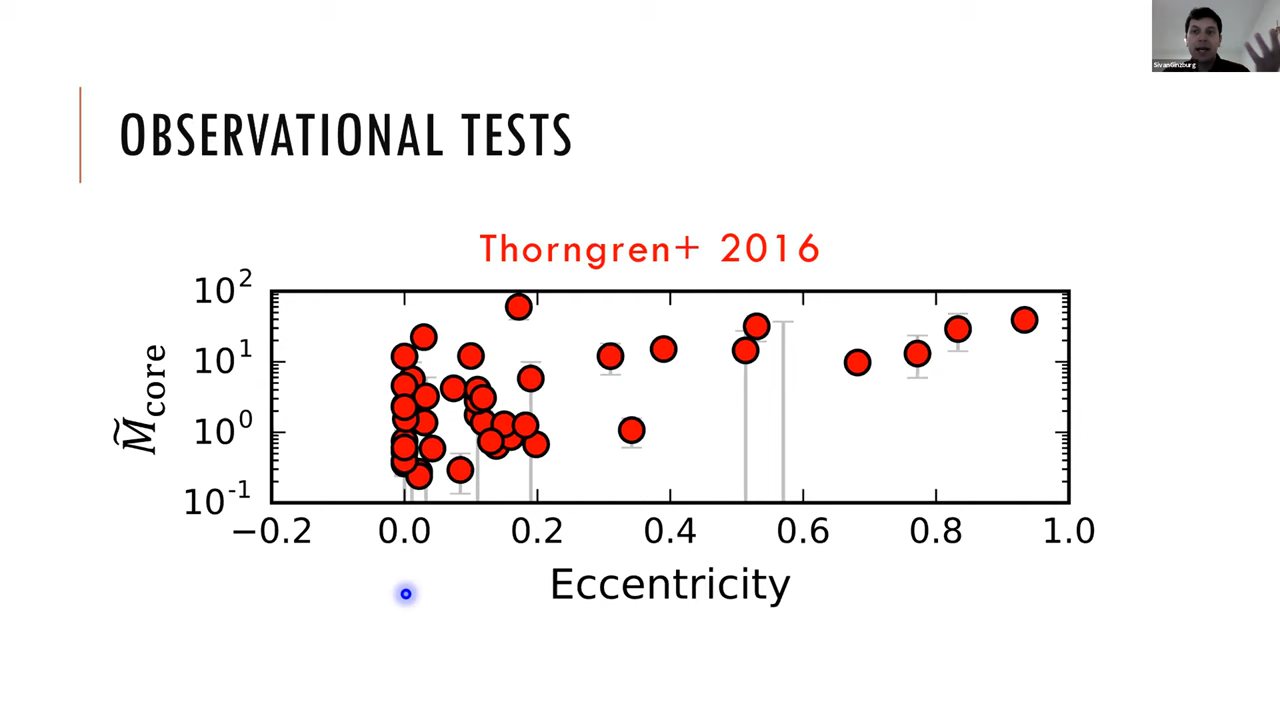 SivanGinzburg
OBSERVATIONAL TESTS
Thorngren+ 2016
10²
10¹
10⁰
10⁻¹
M̃core
−0.2 0.0 0.2 0.4 0.6 0.8 1.0
Eccentricity